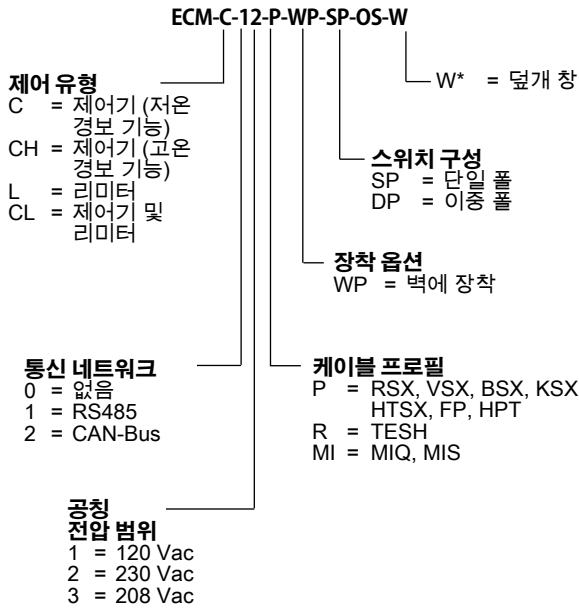 ECM-C-12-P-WP-SP-OS-W
제어 유형
C = 제어기 (저온
경보 기능)
CH = 제어기 (고온
경보 기능)
L = 리미터
CL = 제어기 및
리미터
W* = 덮개 창
스위치 구성
SP = 단일 폴
DP = 이중 폴
장착 옵션
WP = 벽에 장착
통신 네트워크
0 = 없음
1 = RS485
2 = CAN-Bus
케이블 프로필
P = RSX, VSX, BSX, KSX
HTSX, FP, HPT
R = TESH
MI = MIQ, MIS
공칭
전압 범위
1 = 120 Vac
2 = 230 Vac
3 = 208 Vac